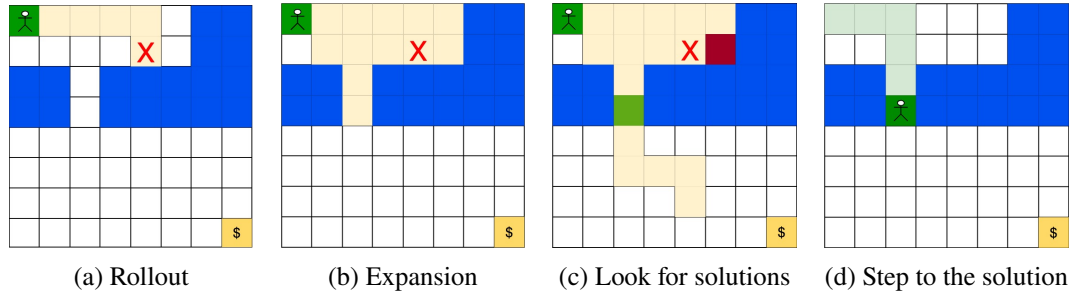 X
X
X
$
$
$
$
(a) Rollout
(b) Expansion
(c) Look for solutions
(d) Step to the solution